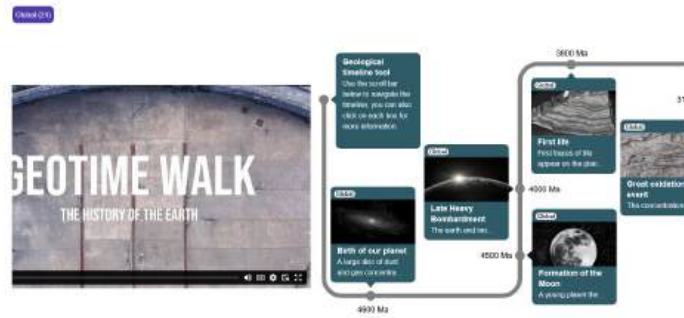 Global (21)
GEOTIME WALK
THE HISTORY OF THE EARTH
Geological
timeline tool
Use the scroll bar
below to navigate the
timeline, you can also
click on each box for
more information
Global
Birth of our planet
A large disc of dust
and gas concentra...
4600 Ma
Global
Late Heavy
Bombardment
The earth and mo...
4000 Ma
4500 Ma
3800 Ma
Global
First life
First traces of life
appear on the plan...
Global
Formation of the
Moon
A young planet the...
Global
Great oxidation
event
The concentration